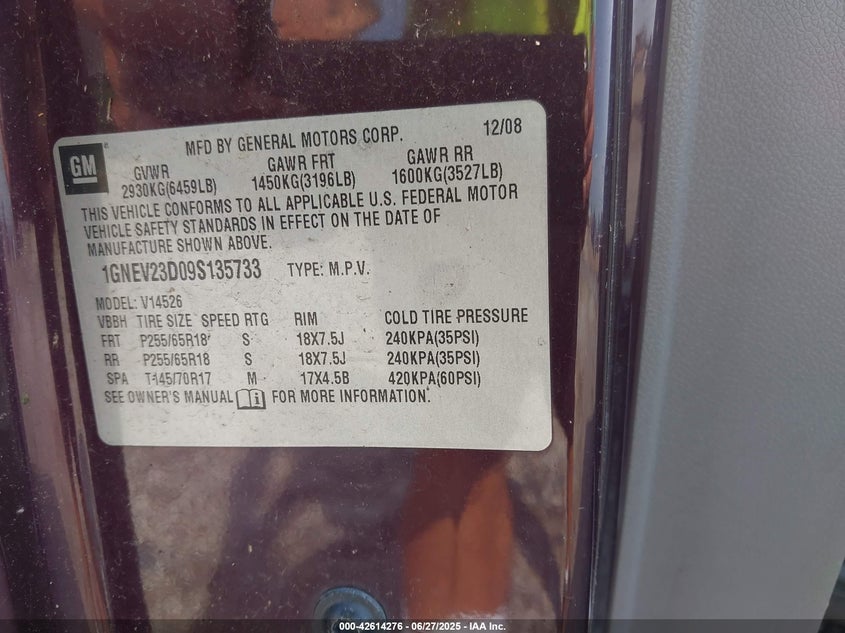 MFD BY GENERAL MOTORS CORP. 12/08
GM
GVWR GAWR FRT GAWR RR
2930KG(6459LB) 1450KG(3196LB) 1600KG(3527LB)
THIS VEHICLE CONFORMS TO ALL APPLICABLE U.S. FEDERAL MOTOR
VEHICLE SAFETY STANDARDS IN EFFECT ON THE DATE OF
MANUFACTURE SHOWN ABOVE.
1GNEV23D09S135733 TYPE: M.P.V.
MODEL: V14526
VBBH TIRE SIZE SPEED RTG RIM COLD TIRE PRESSURE
FRT P255/65R18 S 18X7.5J 240KPA(35PSI)
RR P255/65R18 S 18X7.5J 240KPA(35PSI)
SPA T145/70R17 M 17X4.5B 420KPA(60PSI)
SEE OWNER'S MANUAL i FOR MORE INFORMATION.
000-42614276 - 06/27/2025 - IAA Inc.